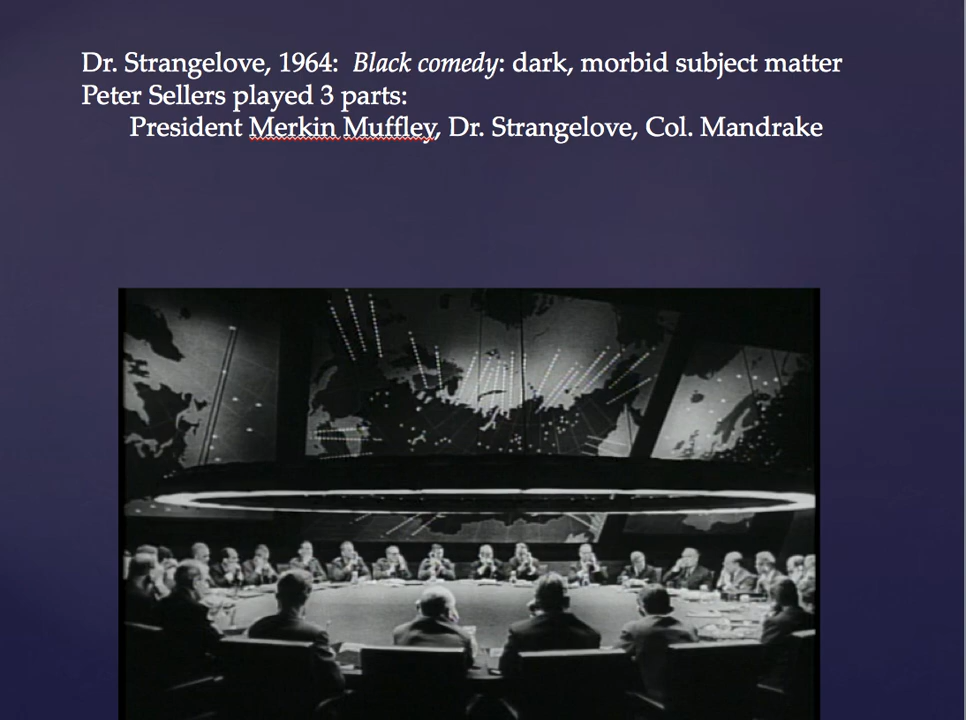 Dr. Strangelove, 1964: Black comedy: dark, morbid subject matter
Peter Sellers played 3 parts:
President Merkin Muffley, Dr. Strangelove, Col. Mandrake